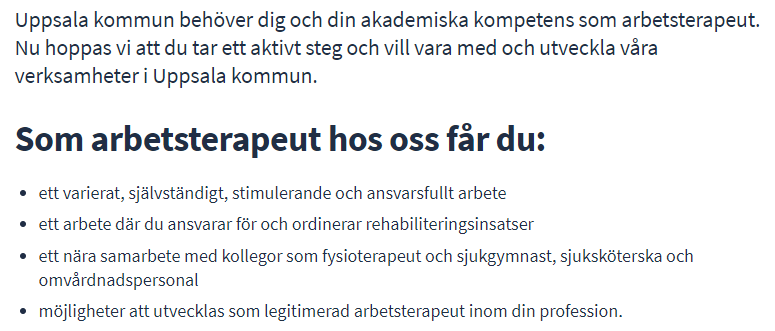 Uppsala kommun behöver dig och din akademiska kompetens som arbetsterapeut.
Nu hoppas vi att du tar ett aktivt steg och vill vara med och utveckla våra
verksamheter i Uppsala kommun.
Som arbetsterapeut hos oss får du:
• ett varierat, självständigt, stimulerande och ansvarsfullt arbete
• ett arbete där du ansvarar för och ordinerar rehabiliteringsinsatser
• ett nära samarbete med kollegor som fysioterapeut och sjukgymnast, sjuksköterska och
omvårdnadspersonal
• möjligheter att utvecklas som legitimerad arbetsterapeut inom din profession.